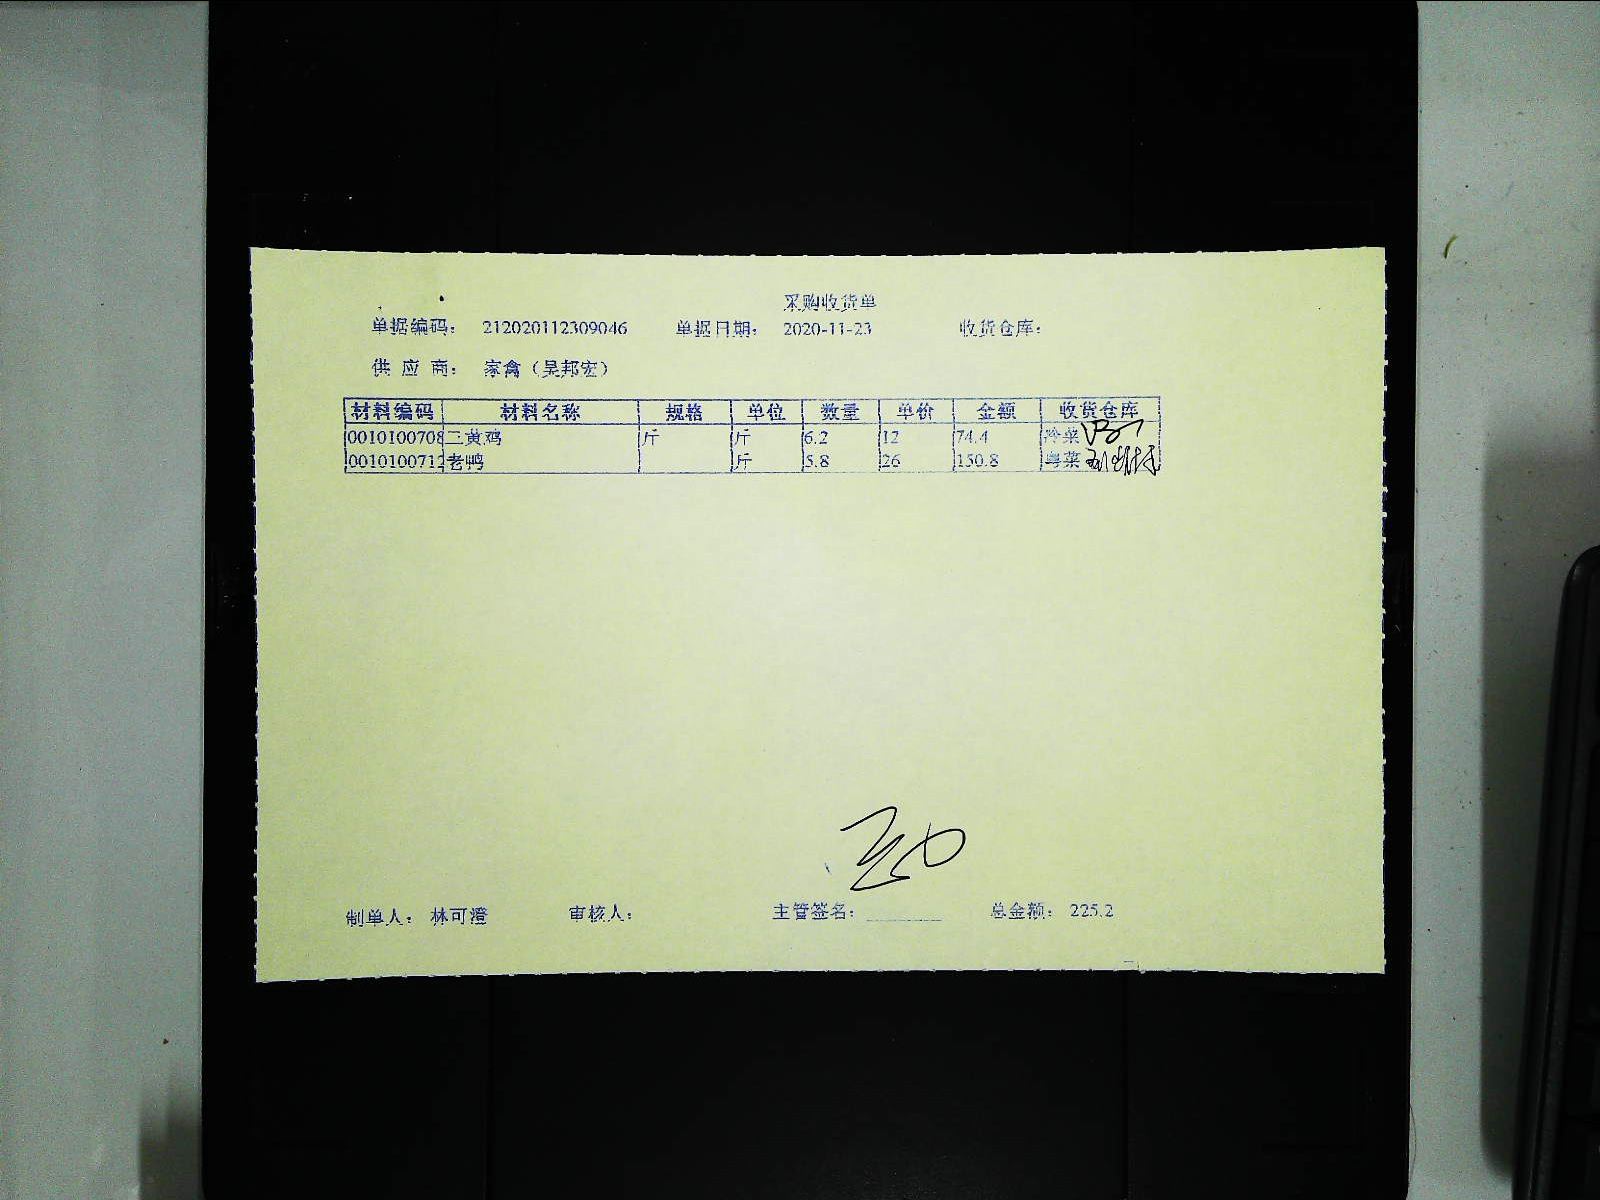 采购收货单
单据编码: 212020112309046 单据日期: 2020-11-23 收货仓库:
供应商: 家禽(吴邦宏)
材料编码 材料名称 规格 单位 数量 单价 金额 收货仓库
0010100708 三黄鸡 斤 斤 6.2 12 74.4 冷菜
0010100712 老鸭 斤 5.8 26 150.8 粤菜
制单人: 林可澄 审核人: 主管签名: 总金额: 225.2